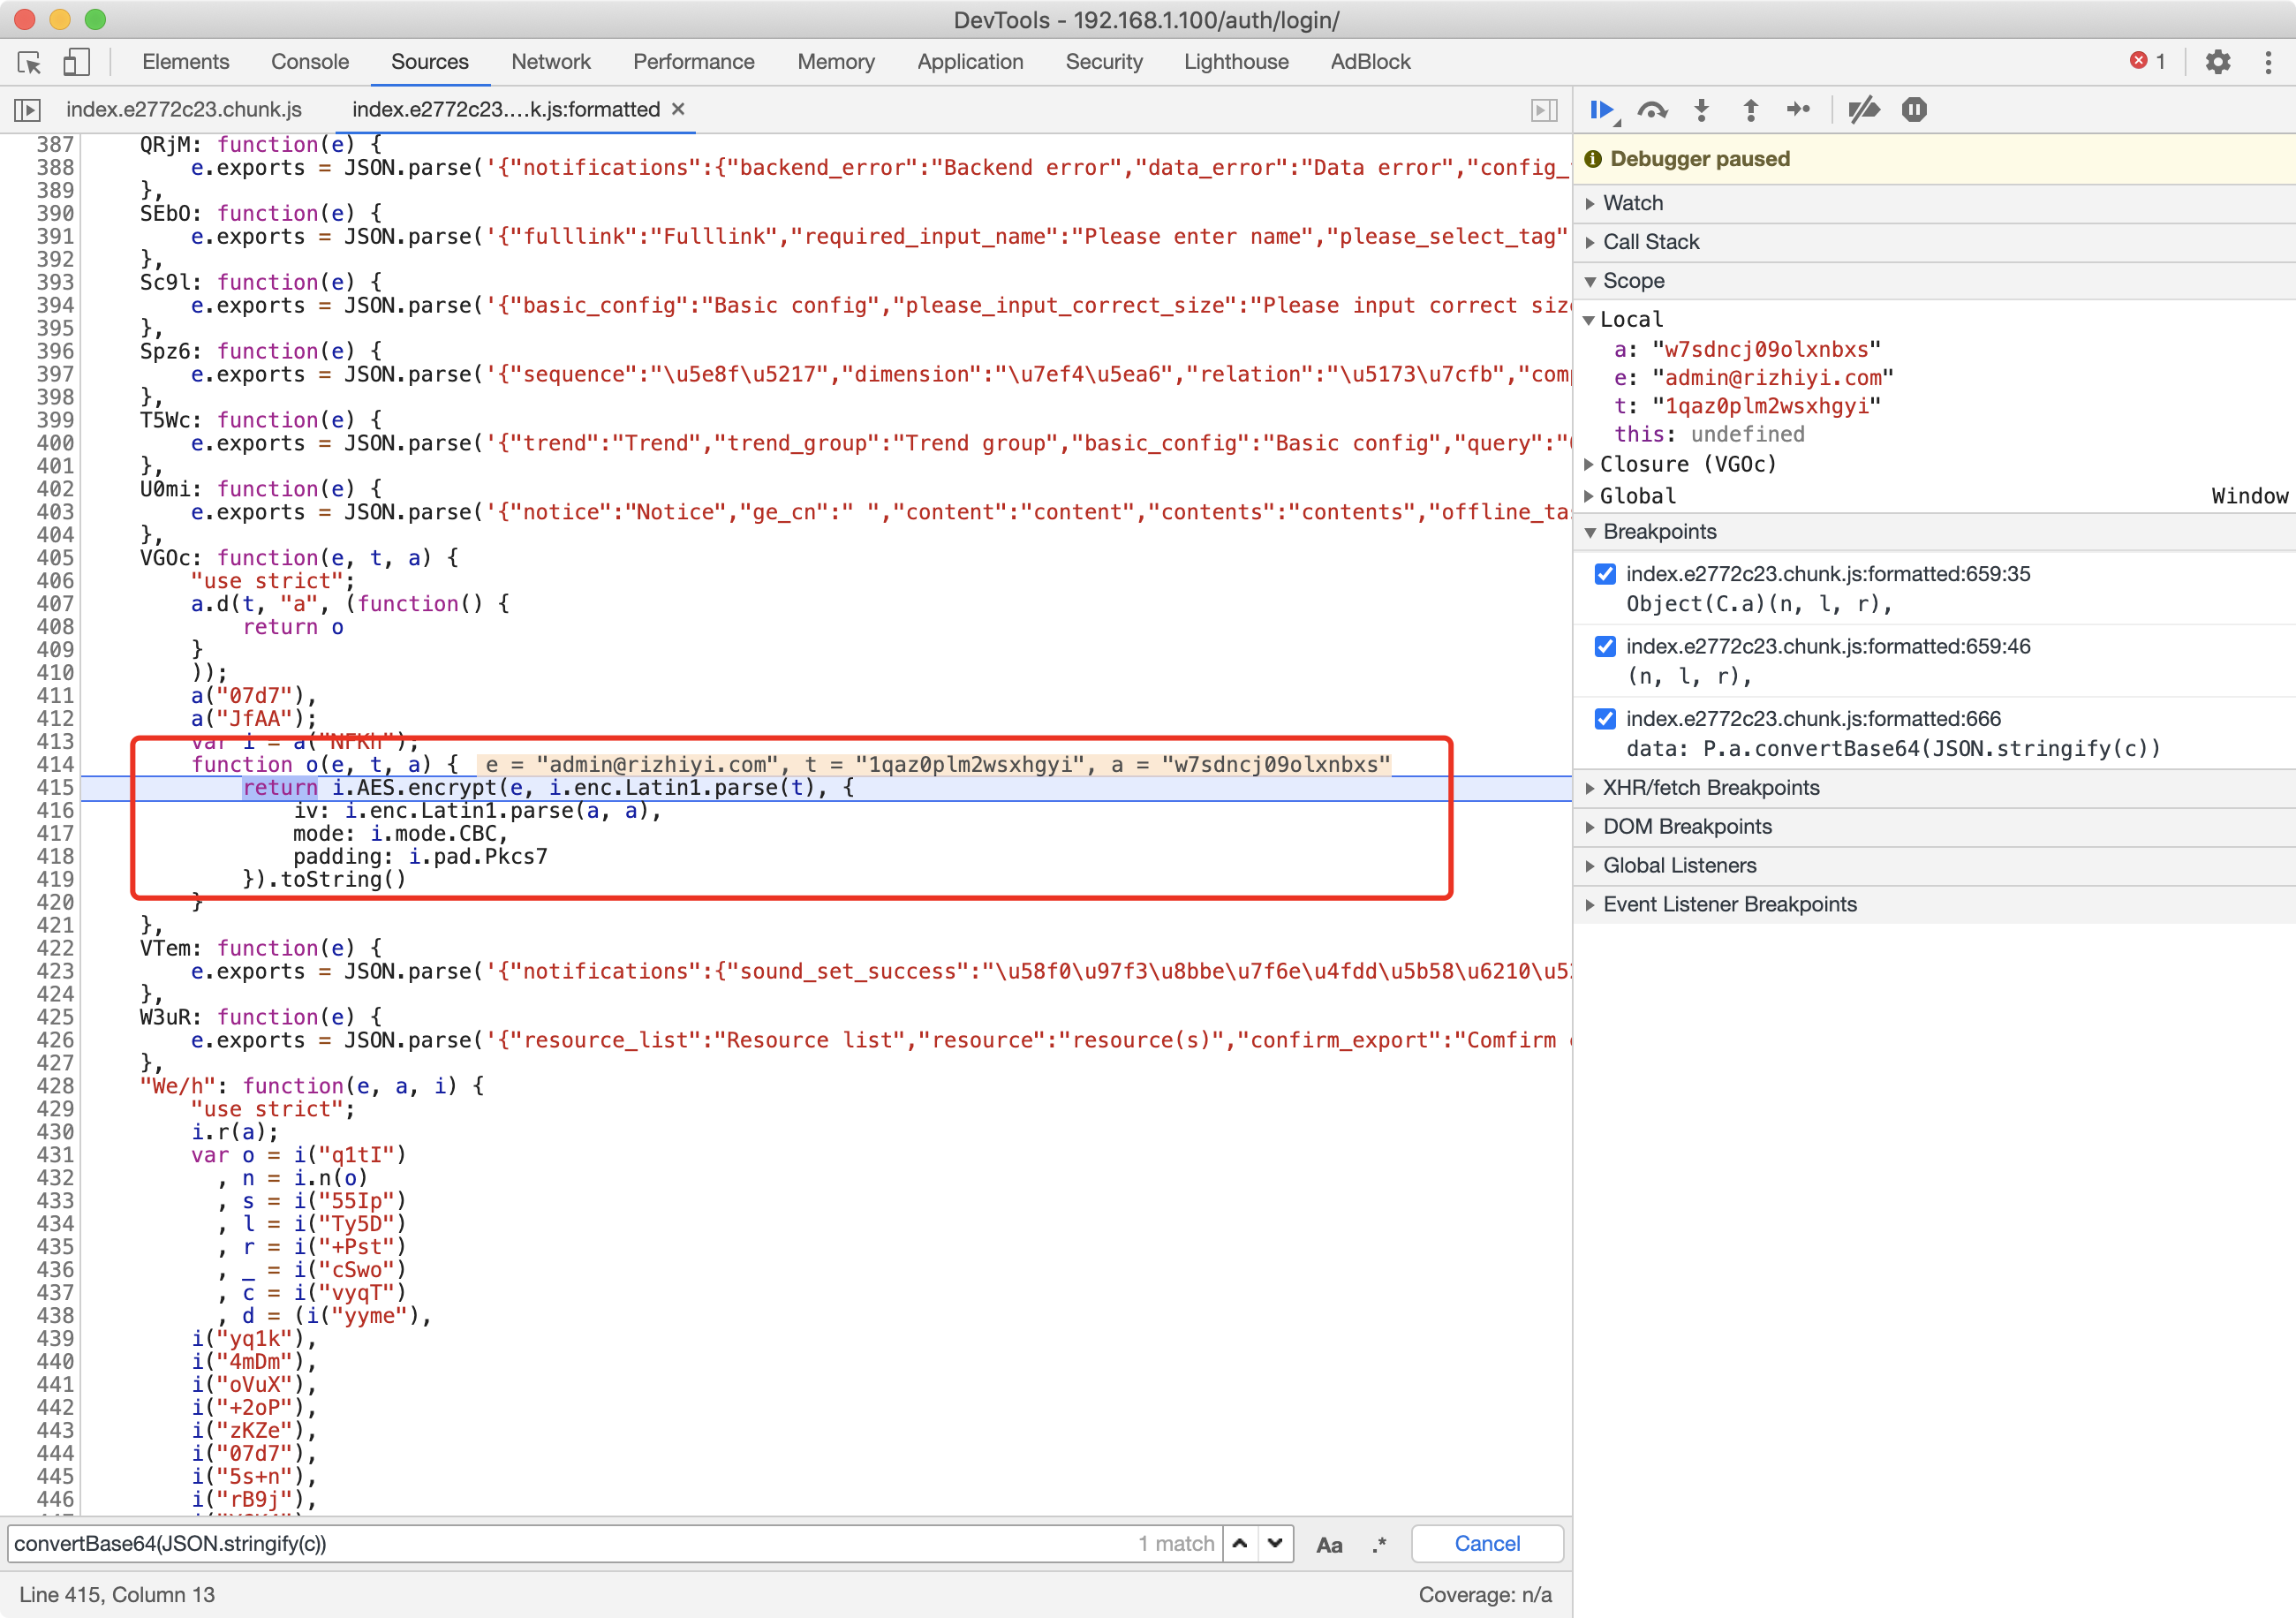 DevTools - 192.168.1.100/auth/login/
Elements Console Sources Network Performance Memory Application Security Lighthouse AdBlock 1
index.e2772c23.chunk.js index.e2772c23....k.js:formatted ×
387 QRjM: function(e) {
388 e.exports = JSON.parse('{"notifications":{"backend_error":"Backend error","data_error":"Data error","config_
389 },
390 SEbO: function(e) {
391 e.exports = JSON.parse('{"fulllink":"Fulllink","required_input_name":"Please enter name","please_select_tag"
392 },
393 Sc9l: function(e) {
394 e.exports = JSON.parse('{"basic_config":"Basic config","please_input_correct_size":"Please input correct siz
395 },
396 Spz6: function(e) {
397 e.exports = JSON.parse('{"sequence":"\u5e8f\u5217","dimension":"\u7ef4\u5ea6","relation":"\u5173\u7cfb","com
398 },
399 T5Wc: function(e) {
400 e.exports = JSON.parse('{"trend":"Trend","trend_group":"Trend group","basic_config":"Basic config","query":"
401 },
402 U0mi: function(e) {
403 e.exports = JSON.parse('{"notice":"Notice","ge_cn":" ","content":"content","contents":"contents","offline_ta
404 },
405 VGOc: function(e, t, a) {
406 "use strict";
407 a.d(t, "a", (function() {
408 return o
409 }
410 ));
411 a("07d7"),
412 a("JfAA");
413 var i = a("NFKh");
414 function o(e, t, a) { e = "admin@rizhiyi.com", t = "1qaz0plm2wsxhgyi", a = "w7sdncj09olxnbxs"
415 return i.AES.encrypt(e, i.enc.Latin1.parse(t), {
416 iv: i.enc.Latin1.parse(a, a),
417 mode: i.mode.CBC,
418 padding: i.pad.Pkcs7
419 }).toString()
420 }
421 },
422 VTem: function(e) {
423 e.exports = JSON.parse('{"notifications":{"sound_set_success":"\u58f0\u97f3\u8bbe\u7f6e\u4fdd\u5b58\u6210\u5
424 },
425 W3uR: function(e) {
426 e.exports = JSON.parse('{"resource_list":"Resource list","resource":"resource(s)","confirm_export":"Comfirm
427 },
428 "We/h": function(e, a, i) {
429 "use strict";
430 i.r(a);
431 var o = i("q1tI")
432 , n = i.n(o)
433 , s = i("55Ip")
434 , l = i("Ty5D")
435 , r = i("+Pst")
436 , _ = i("cSwo")
437 , c = i("vyqT")
438 , d = (i("yyme"),
439 i("yq1k"),
440 i("4mDm"),
441 i("oVuX"),
442 i("+2oP"),
443 i("zKZe"),
444 i("07d7"),
445 i("5s+n"),
446 i("rB9j"),
convertBase64(JSON.stringify(c)) 1 match Aa .* Cancel
Line 415, Column 13 Coverage: n/a
Debugger paused
Watch
Call Stack
Scope
Local
a: "w7sdncj09olxnbxs"
e: "admin@rizhiyi.com"
t: "1qaz0plm2wsxhgyi"
this: undefined
Closure (VGOc)
Global Window
Breakpoints
index.e2772c23.chunk.js:formatted:659:35
Object(C.a)(n, l, r),
index.e2772c23.chunk.js:formatted:659:46
(n, l, r),
index.e2772c23.chunk.js:formatted:666
data: P.a.convertBase64(JSON.stringify(c))
XHR/fetch Breakpoints
DOM Breakpoints
Global Listeners
Event Listener Breakpoints